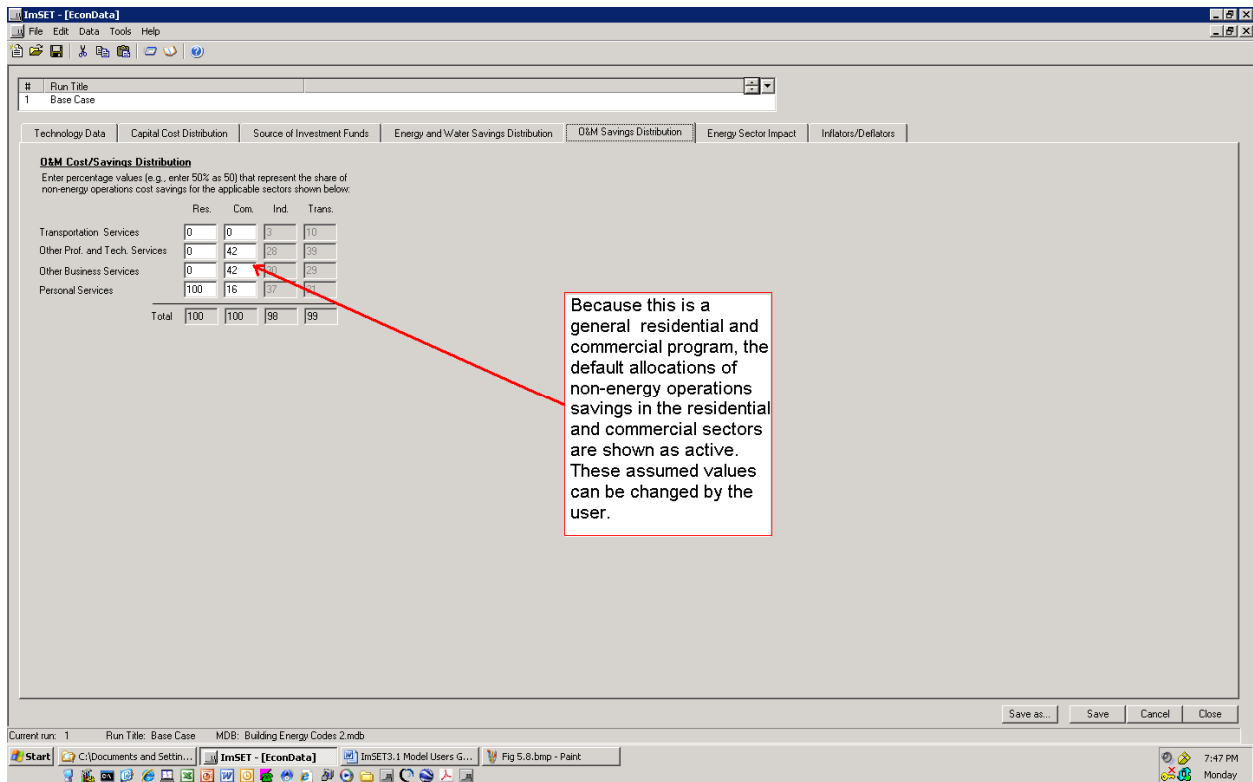 ImSET - [EconData]
File Edit Data Tools Help
# Run Title
1 Base Case
Technology Data Capital Cost Distribution Source of Investment Funds Energy and Water Savings Distribution O&M Savings Distribution Energy Sector Impact Inflators/Deflators
O&M Cost/Savings Distribution
Enter percentage values (e.g., enter 50% as 50) that represent the share of
non-energy operations cost savings for the applicable sectors shown below:
Res. Com. Ind. Trans.
Transportation Services 0 0 3 10
Other Prof. and Tech. Services 0 42 28 39
Other Business Services 0 42 30 29
Personal Services 100 16 37 21
Total 100 100 98 99
Because this is a
general residential and
commercial program, the
default allocations of
non-energy operations
savings in the residential
and commercial sectors
are shown as active.
These assumed values
can be changed by the
user.
Save as... Save Cancel Close
Current run: 1 Run Title: Base Case MDB: Building Energy Codes 2.mdb
Start C:\Documents and Settin... ImSET - [EconData] ImSET3.1 Model Users G... Fig 5.8.bmp - Paint 7:47 PM
Monday